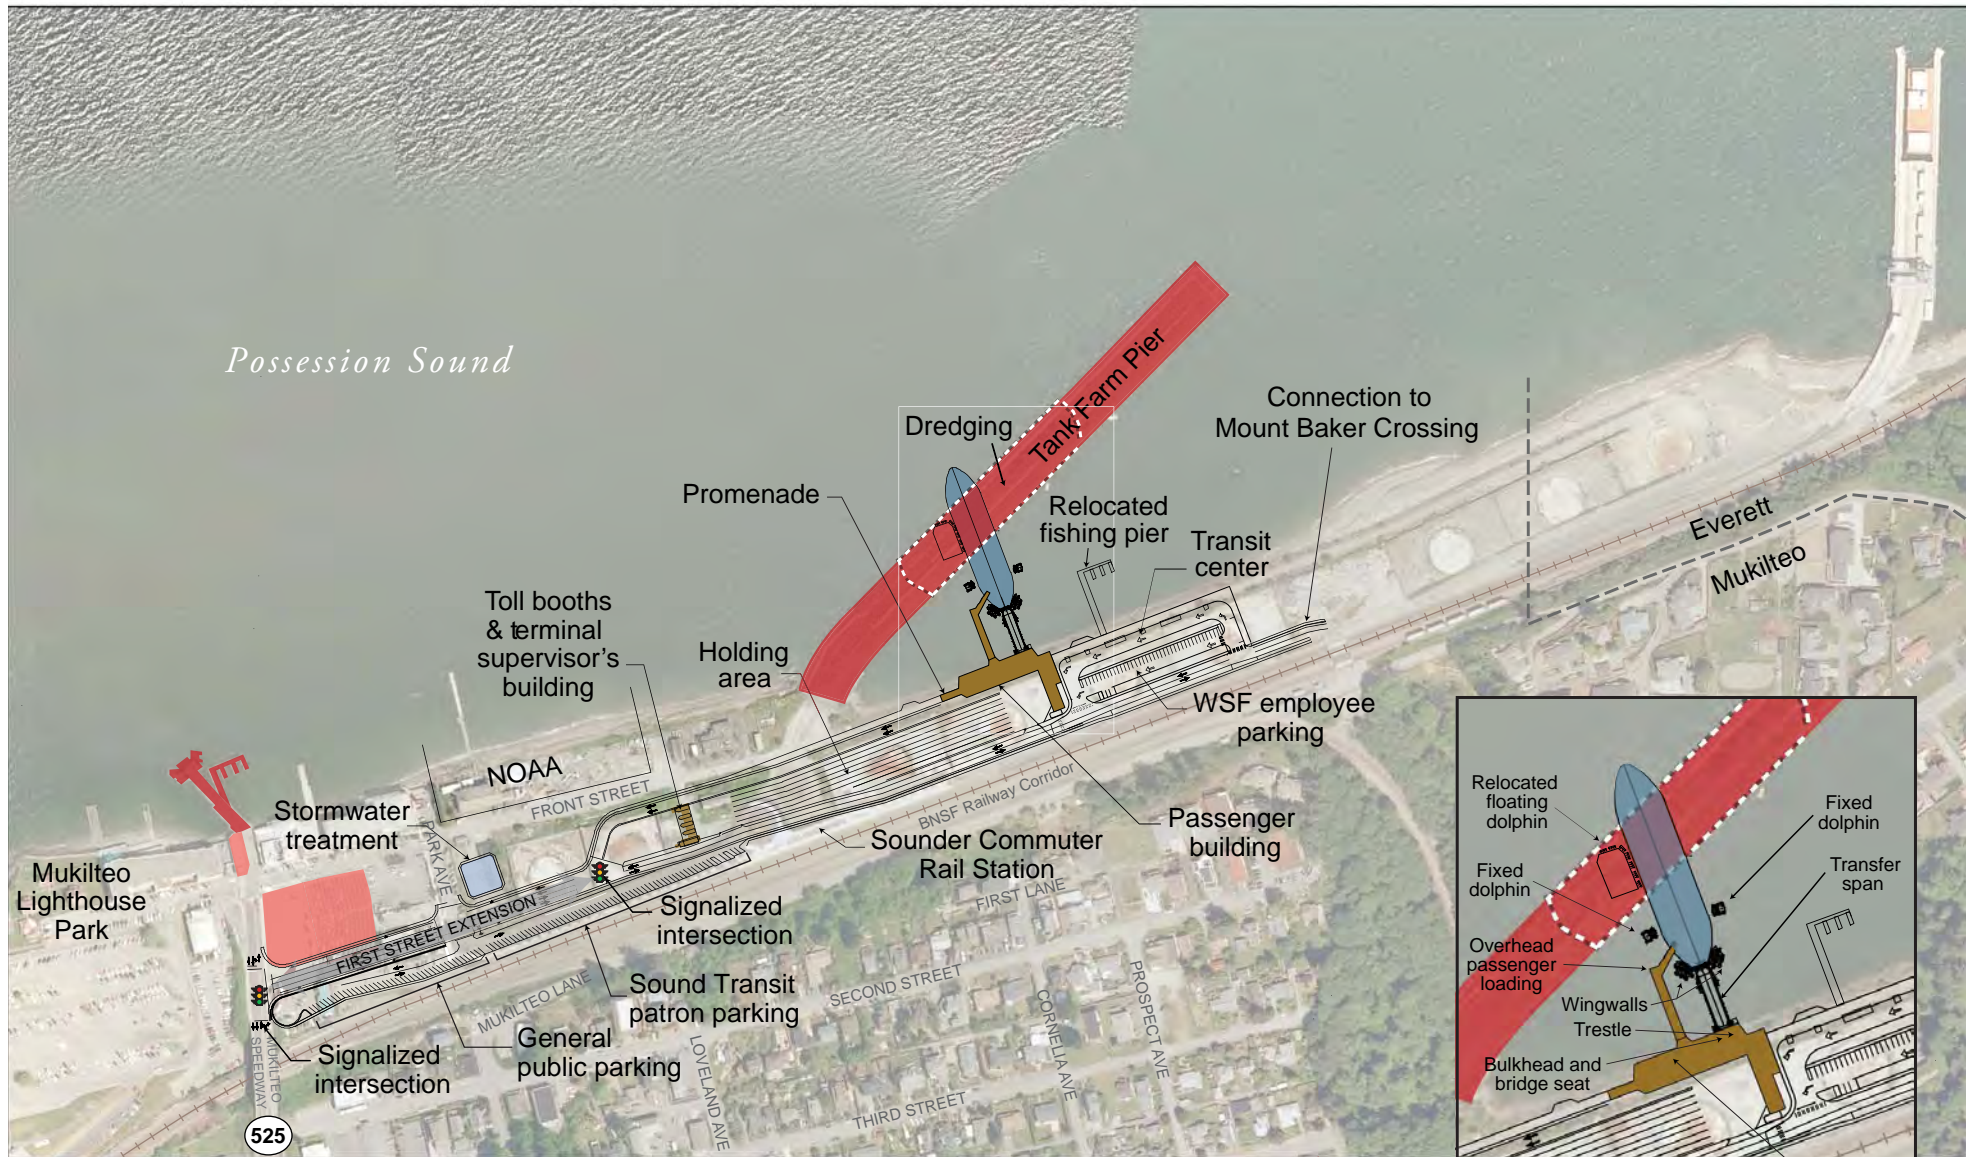 Possession Sound
Tank Farm Pier
Dredging
Connection to
Mount Baker Crossing
Promenade
Relocated
fishing pier
Transit
center
Everett
Mukilteo
Toll booths
& terminal
supervisor's
building
Holding
area
WSF employee
parking
NOAA
FRONT STREET
BNSF Railway Corridor
Stormwater
treatment
PARK AVE
Passenger
building
Sounder Commuter
Rail Station
Mukilteo
Lighthouse
Park
FIRST LANE
Signalized
intersection
FIRST STREET EXTENSION
Sound Transit
patron parking
SECOND STREET
MUKILTEO LANE
PROSPECT AVE
CORNELIA AVE
General
public parking
Signalized
intersection
MUKILTEO
SPEEDWAY
LOVELAND AVE
THIRD STREET
525
Relocated
floating
dolphin
Fixed
dolphin
Fixed
dolphin
Transfer
span
Overhead
passenger
loading
Wingwalls
Trestle
Bulkhead and
bridge seat